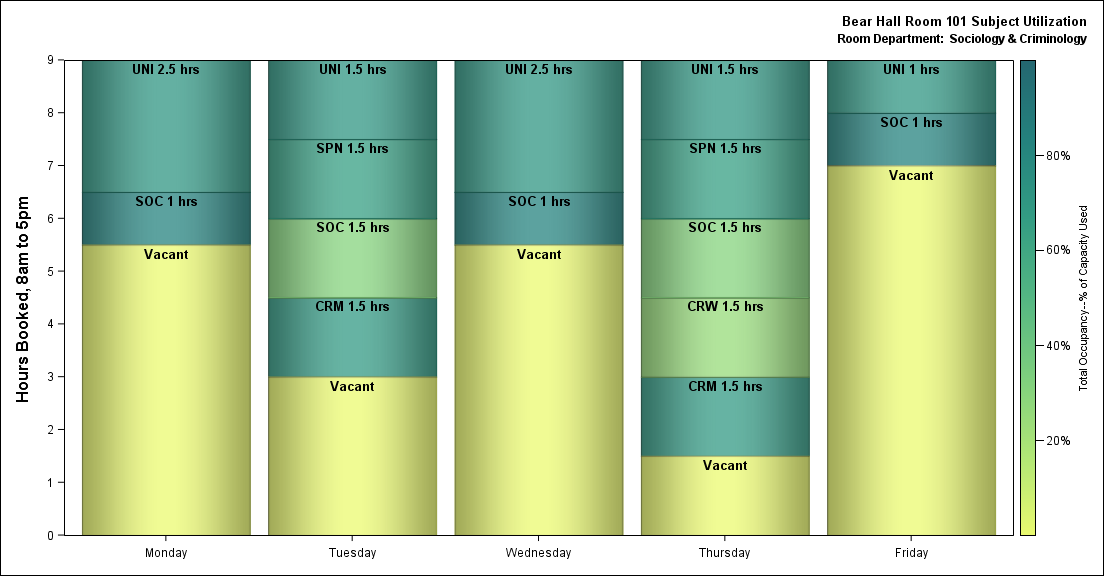 Bear Hall Room 101 Subject Utilization
Room Department:  Sociology & Criminology
Hours Booked, 8am to 5pm
9
8
7
6
5
4
3
2
1
0
UNI 2.5 hrs
SOC 1 hrs
Vacant
UNI 1.5 hrs
SPN 1.5 hrs
SOC 1.5 hrs
CRM 1.5 hrs
Vacant
UNI 2.5 hrs
SOC 1 hrs
Vacant
UNI 1.5 hrs
SPN 1.5 hrs
SOC 1.5 hrs
CRW 1.5 hrs
CRM 1.5 hrs
Vacant
UNI 1 hrs
SOC 1 hrs
Vacant
Monday
Tuesday
Wednesday
Thursday
Friday
80%
60%
40%
20%
Total Occupancy--% of Capacity Used